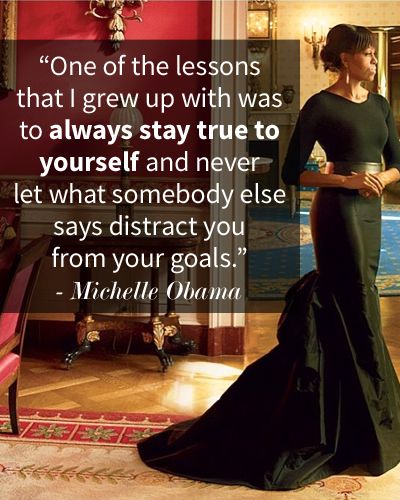 “One of the lessons
that I grew up with was
to always stay true to
yourself and never
let what somebody else
says distract you
from your goals.”
- Michelle Obama